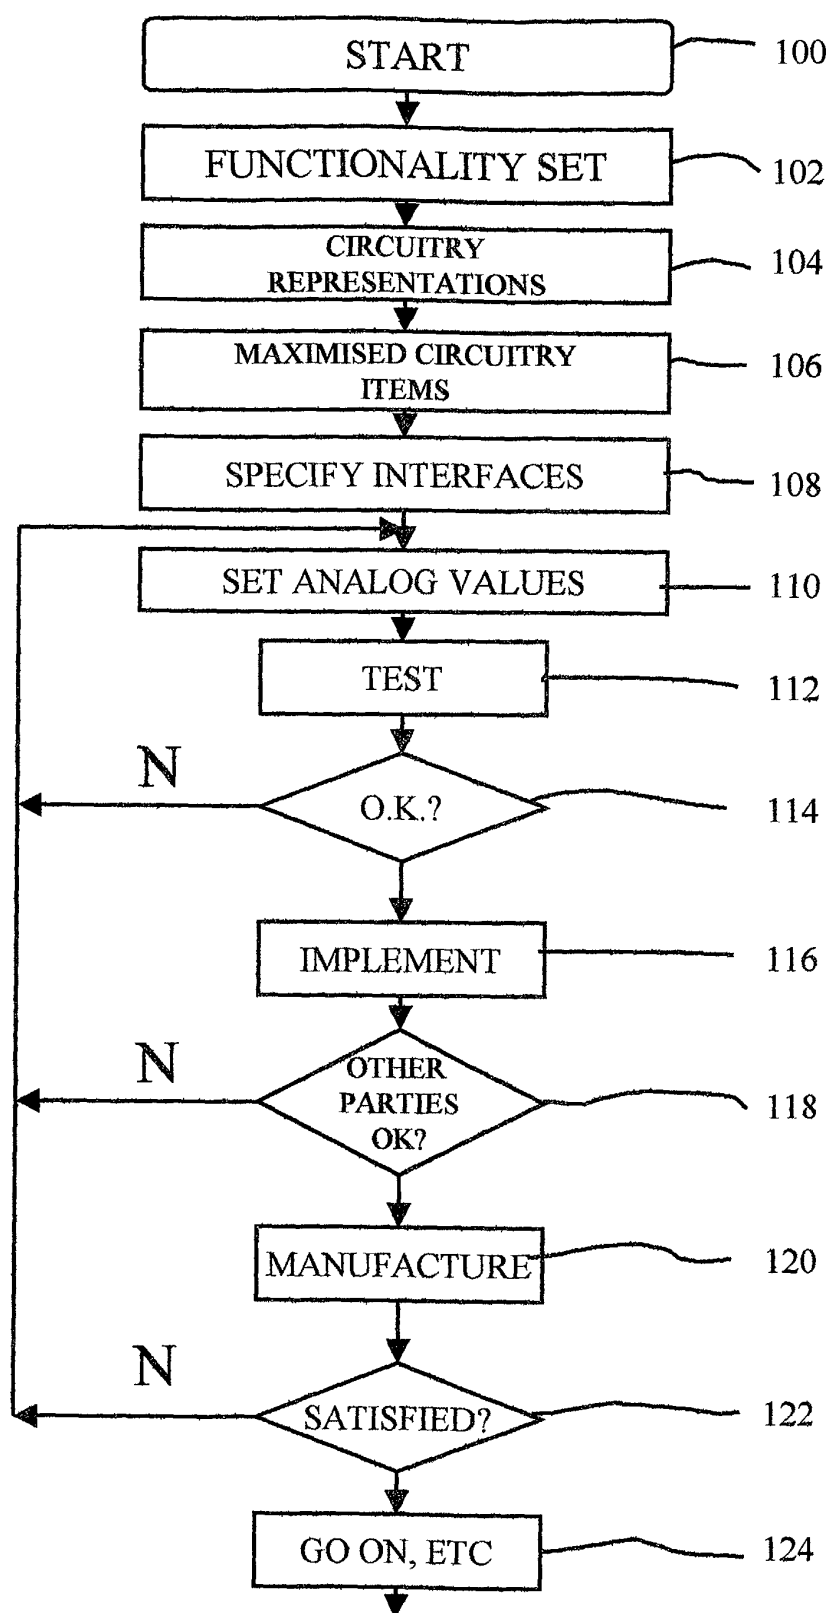 START
100
FUNCTIONALITY SET
102
CIRCUITRY
REPRESENTATIONS
104
MAXIMISED CIRCUITRY
ITEMS
106
SPECIFY INTERFACES
108
SET ANALOG VALUES
110
TEST
112
N
O.K.?
114
IMPLEMENT
116
N
OTHER
PARTIES
OK?
118
MANUFACTURE
120
N
SATISFIED?
122
GO ON, ETC
124